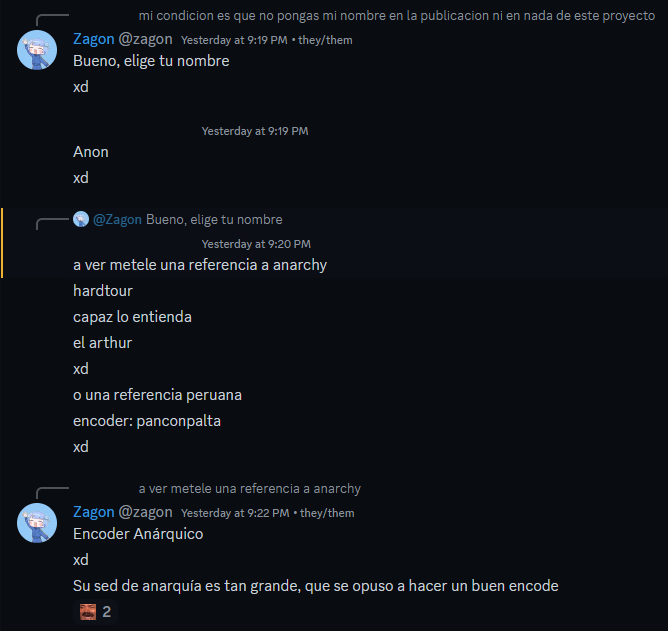 mi condicion es que no pongas mi nombre en la publicacion ni en nada de este proyecto
Zagon @zagon Yesterday at 9:19 PM • they/them
Bueno, elige tu nombre
xd
Yesterday at 9:19 PM
Anon
xd
@Zagon Bueno, elige tu nombre
Yesterday at 9:20 PM
a ver metele una referencia a anarchy
hardtour
capaz lo entienda
el arthur
xd
o una referencia peruana
encoder: panconpalta
xd
a ver metele una referencia a anarchy
Zagon @zagon Yesterday at 9:22 PM • they/them
Encoder Anárquico
xd
Su sed de anarquía es tan grande, que se opuso a hacer un buen encode
2